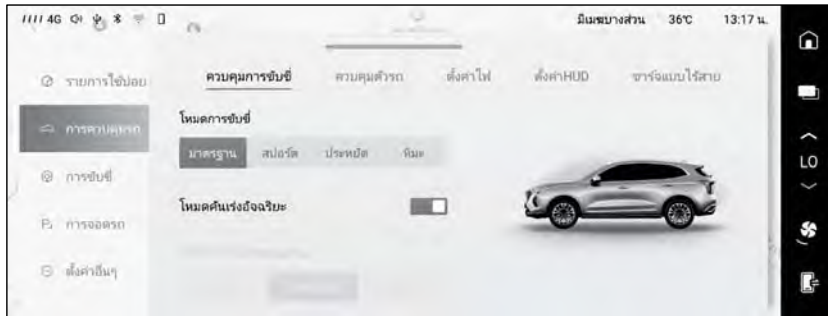 4G มีเมฆบางส่วน 36℃ 13:17 น.
รายการใช้บ่อย ควบคุมการขับขี่ ควบคุมตัวรถ ตั้งค่าไฟ ตั้งค่าHUD ชาร์จแบบไร้สาย
โหมดการขับขี่
การควบคุมรถ
มาตรฐาน สปอร์ต ประหยัด หิมะ
LO
การขับขี่
โหมดคันเร่งอัจฉริยะ
การจอดรถ
ตั้งค่าอื่นๆ